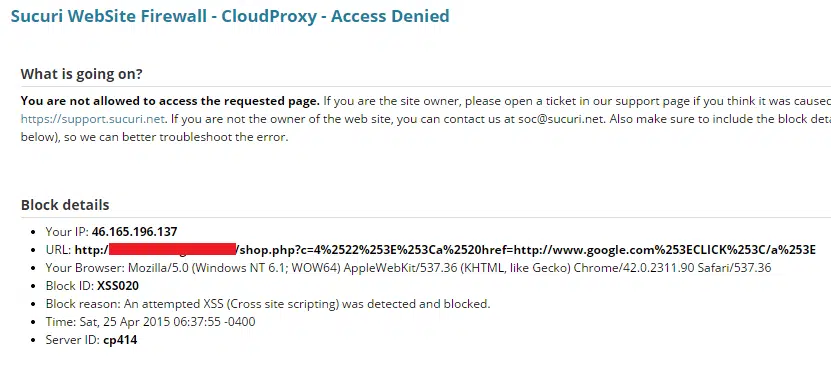 Sucuri WebSite Firewall - CloudProxy - Access Denied
What is going on?
You are not allowed to access the requested page. If you are the site owner, please open a ticket in our support page if you think it was caused
https://support.sucuri.net. If you are not the owner of the web site, you can contact us at soc@sucuri.net. Also make sure to include the block deta
below), so we can better troubleshoot the error.
Block details
• Your IP: 46.165.196.137
• URL: http:/ /shop.php?c=4%2522%253E%253Ca%2520href=http://www.google.com%253ECLICK%253C/a%253E
• Your Browser: Mozilla/5.0 (Windows NT 6.1; WOW64) AppleWebKit/537.36 (KHTML, like Gecko) Chrome/42.0.2311.90 Safari/537.36
• Block ID: XSS020
• Block reason: An attempted XSS (Cross site scripting) was detected and blocked.
• Time: Sat, 25 Apr 2015 06:37:55 -0400
• Server ID: cp414